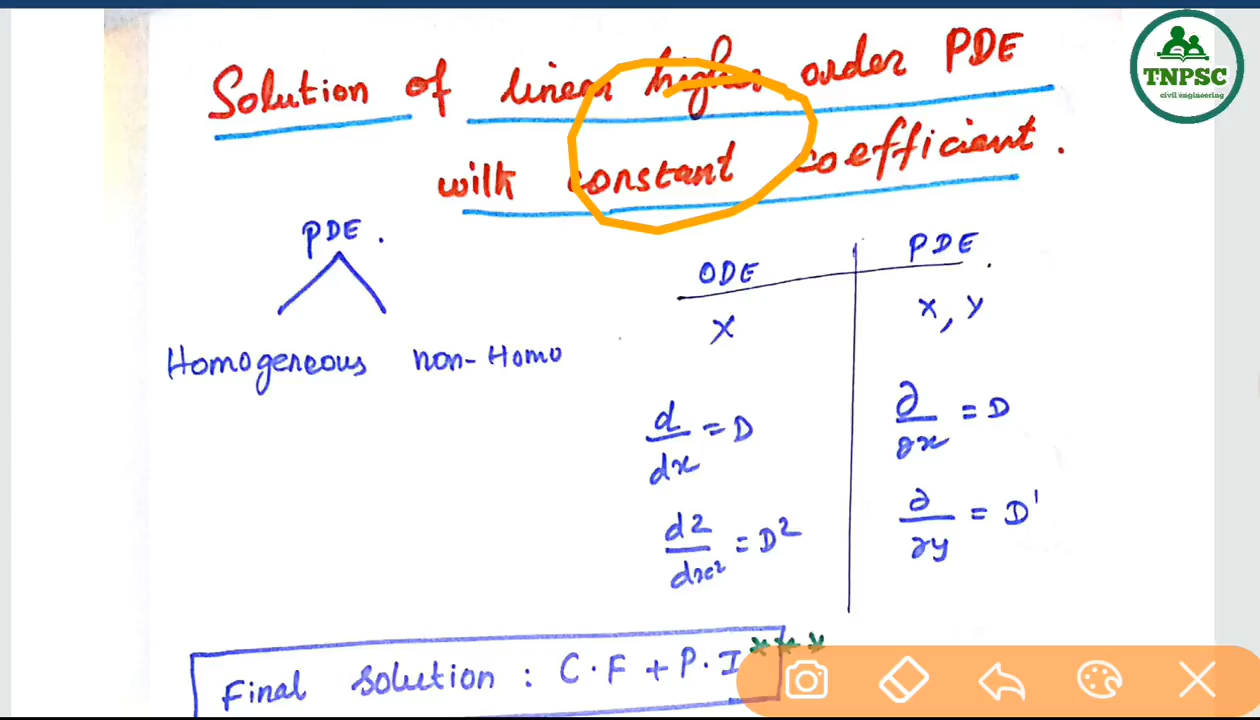 Solution of linear higher order PDE
with constant coefficient.
TNPSC
civil engineering
PDE.
Homogeneous non-Homo
ODE PDE.
x x, y
d/dx = D ∂/∂x = D
d2/dx² = D² ∂/∂y = D'
Final solution : C.F + P.I ***